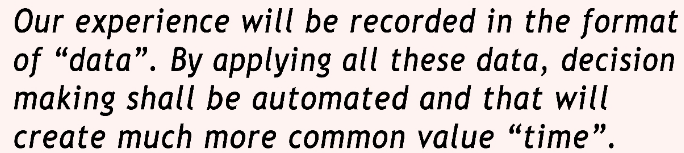 Our experience will be recorded in the format
of “data”. By applying all these data, decision
making shall be automated and that will
create much more common value “time”.